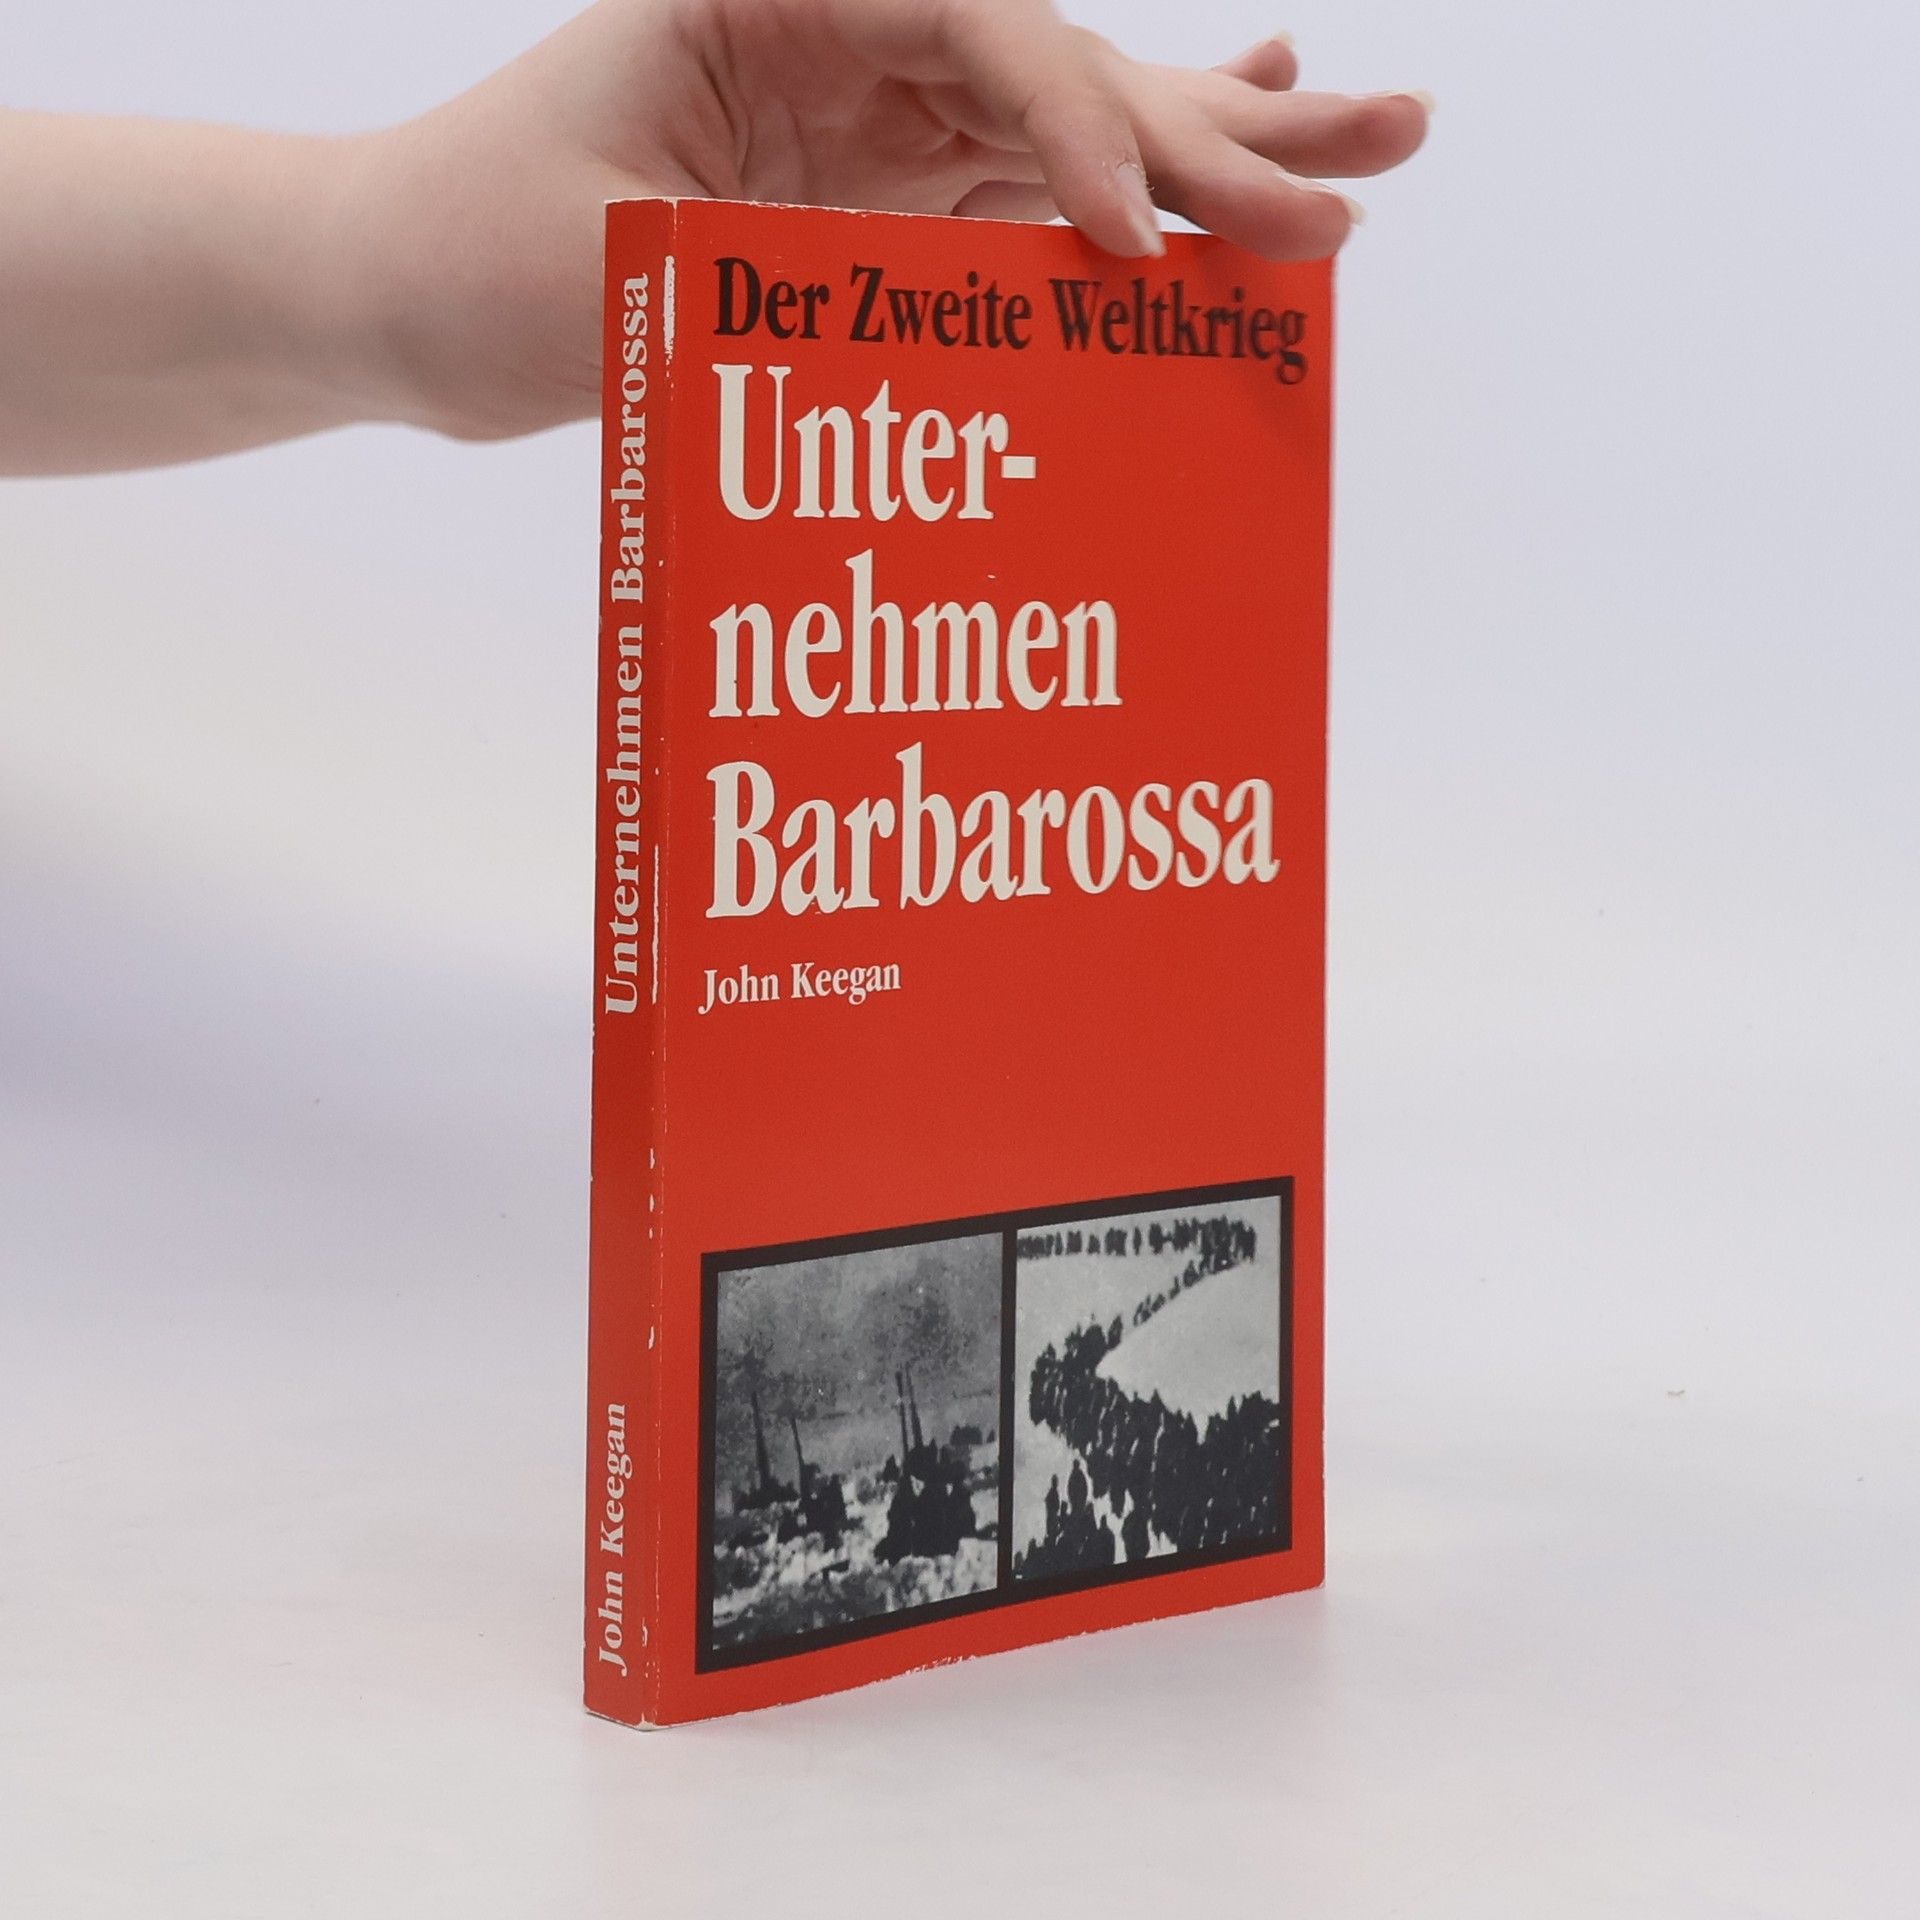 Der Zweite Weltkrieg
Unter-
nehmen
Barbarossa
John Keegan
Unternehmen Barbarossa
John Keegan